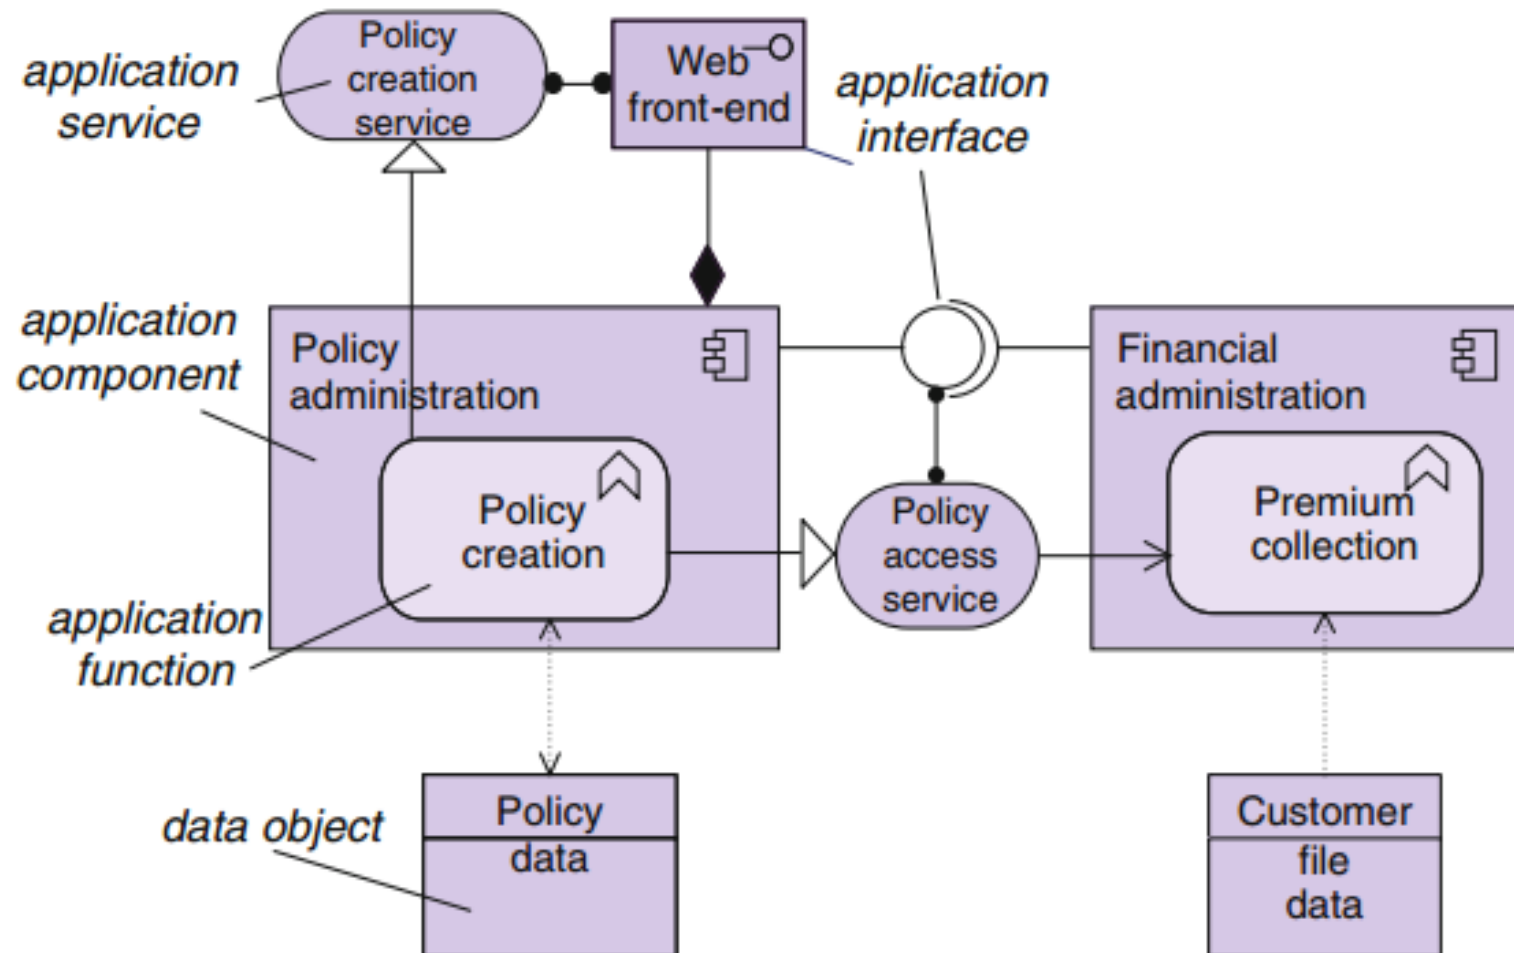 Policy
creation
service
Web
front-end
application
service
application
interface
application
component
Policy
administration
Financial
administration
Policy
creation
Policy
access
service
Premium
collection
application
function
data object
Policy
data
Customer
file
data